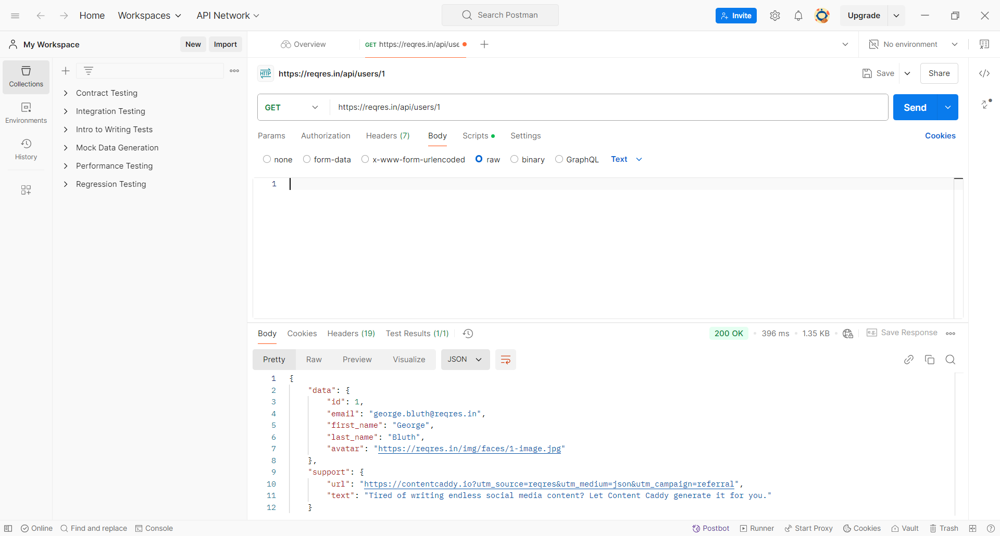 Home Workspaces API Network Search Postman Invite Upgrade
My Workspace New Import Overview GET https://reqres.in/api/use No environment
Collections
Environments
History
Contract Testing
Integration Testing
Intro to Writing Tests
Mock Data Generation
Performance Testing
Regression Testing
HTTP https://reqres.in/api/users/1 Save Share
GET https://reqres.in/api/users/1 Send
Params Authorization Headers (7) Body Scripts Settings Cookies
none form-data x-www-form-urlencoded raw binary GraphQL Text
1
Body Cookies Headers (19) Test Results (1/1) 200 OK 396 ms 1.35 KB e.g. Save Response
Pretty Raw Preview Visualize JSON
1 {
2 "data": {
3 "id": 1,
4 "email": "george.bluth@reqres.in",
5 "first_name": "George",
6 "last_name": "Bluth",
7 "avatar": "https://reqres.in/img/faces/1-image.jpg"
8 },
9 "support": {
10 "url": "https://contentcaddy.io?utm_source=reqres&utm_medium=json&utm_campaign=referral",
11 "text": "Tired of writing endless social media content? Let Content Caddy generate it for you."
12 }
Online Find and replace Console Postbot Runner Start Proxy Cookies Vault Trash